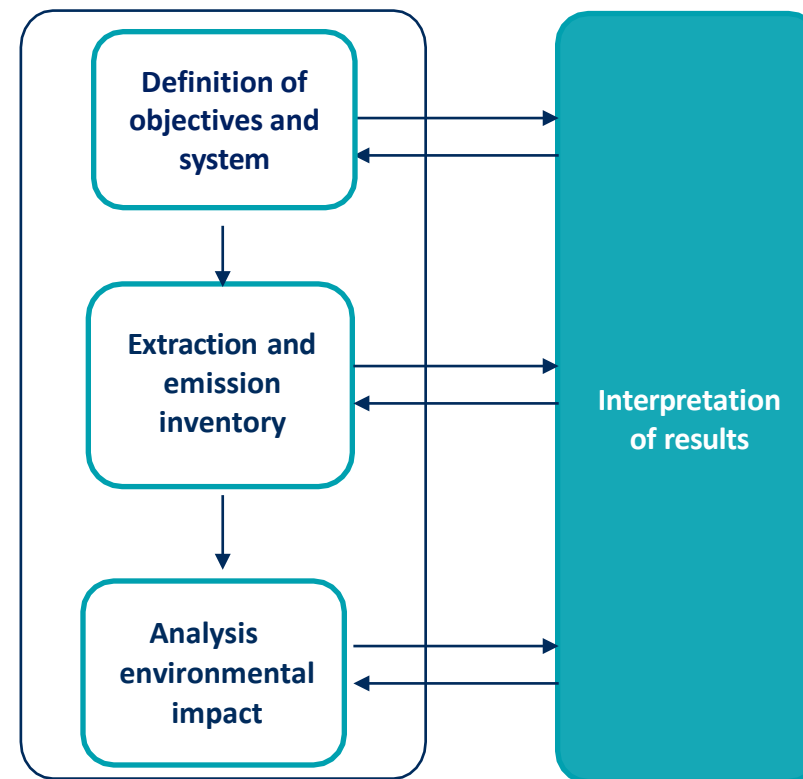 Definition of
objectives and
system
Extraction and
emission
inventory
Interpretation
of results
Analysis
environmental
impact